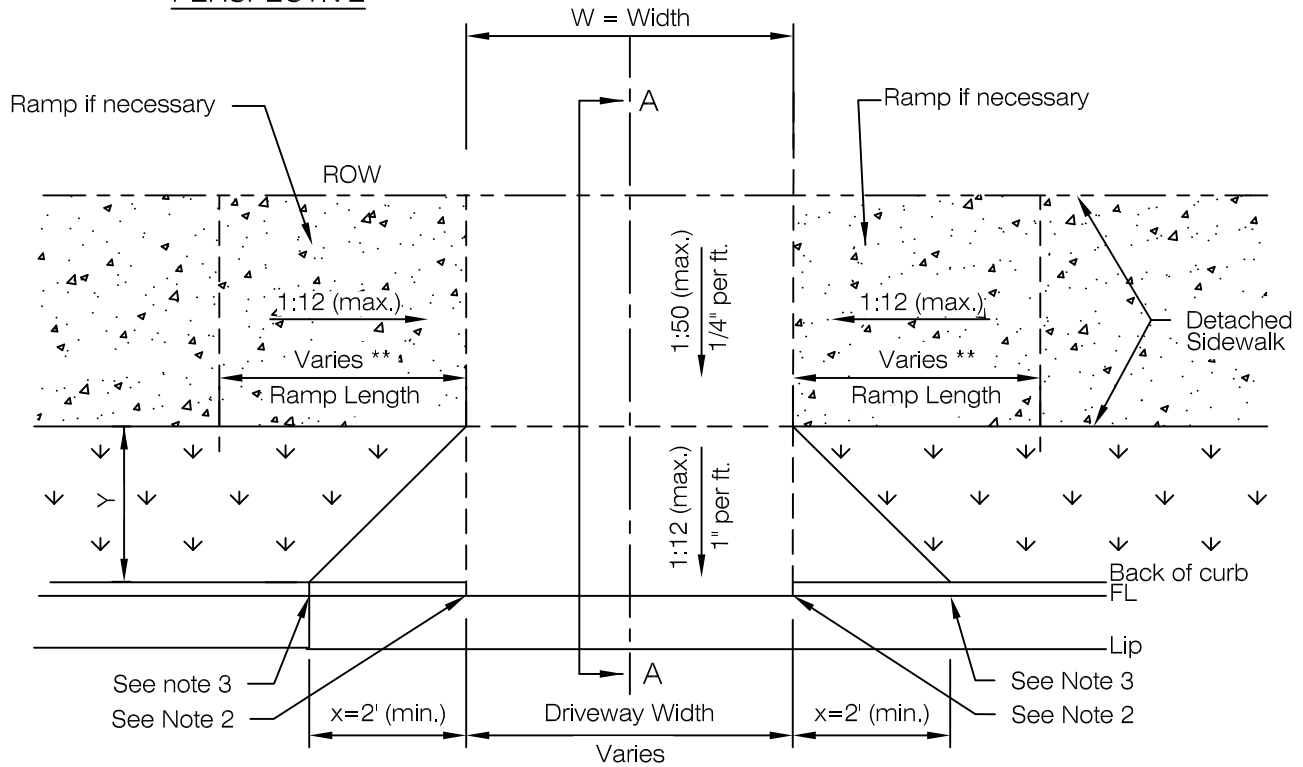 PERSPECTIVE
W = Width
Ramp if necessary
A
Ramp if necessary
ROW
1:12 (max.)
1:50 (max.)
1/4" per ft.
1:12 (max.)
Detached
Sidewalk
Varies **
Ramp Length
Varies **
Ramp Length
Y
1:12 (max.)
1" per ft.
Back of curb
FL
Lip
See note 3
See Note 2
A
See Note 3
See Note 2
x=2' (min.)
Driveway Width
x=2' (min.)
Varies